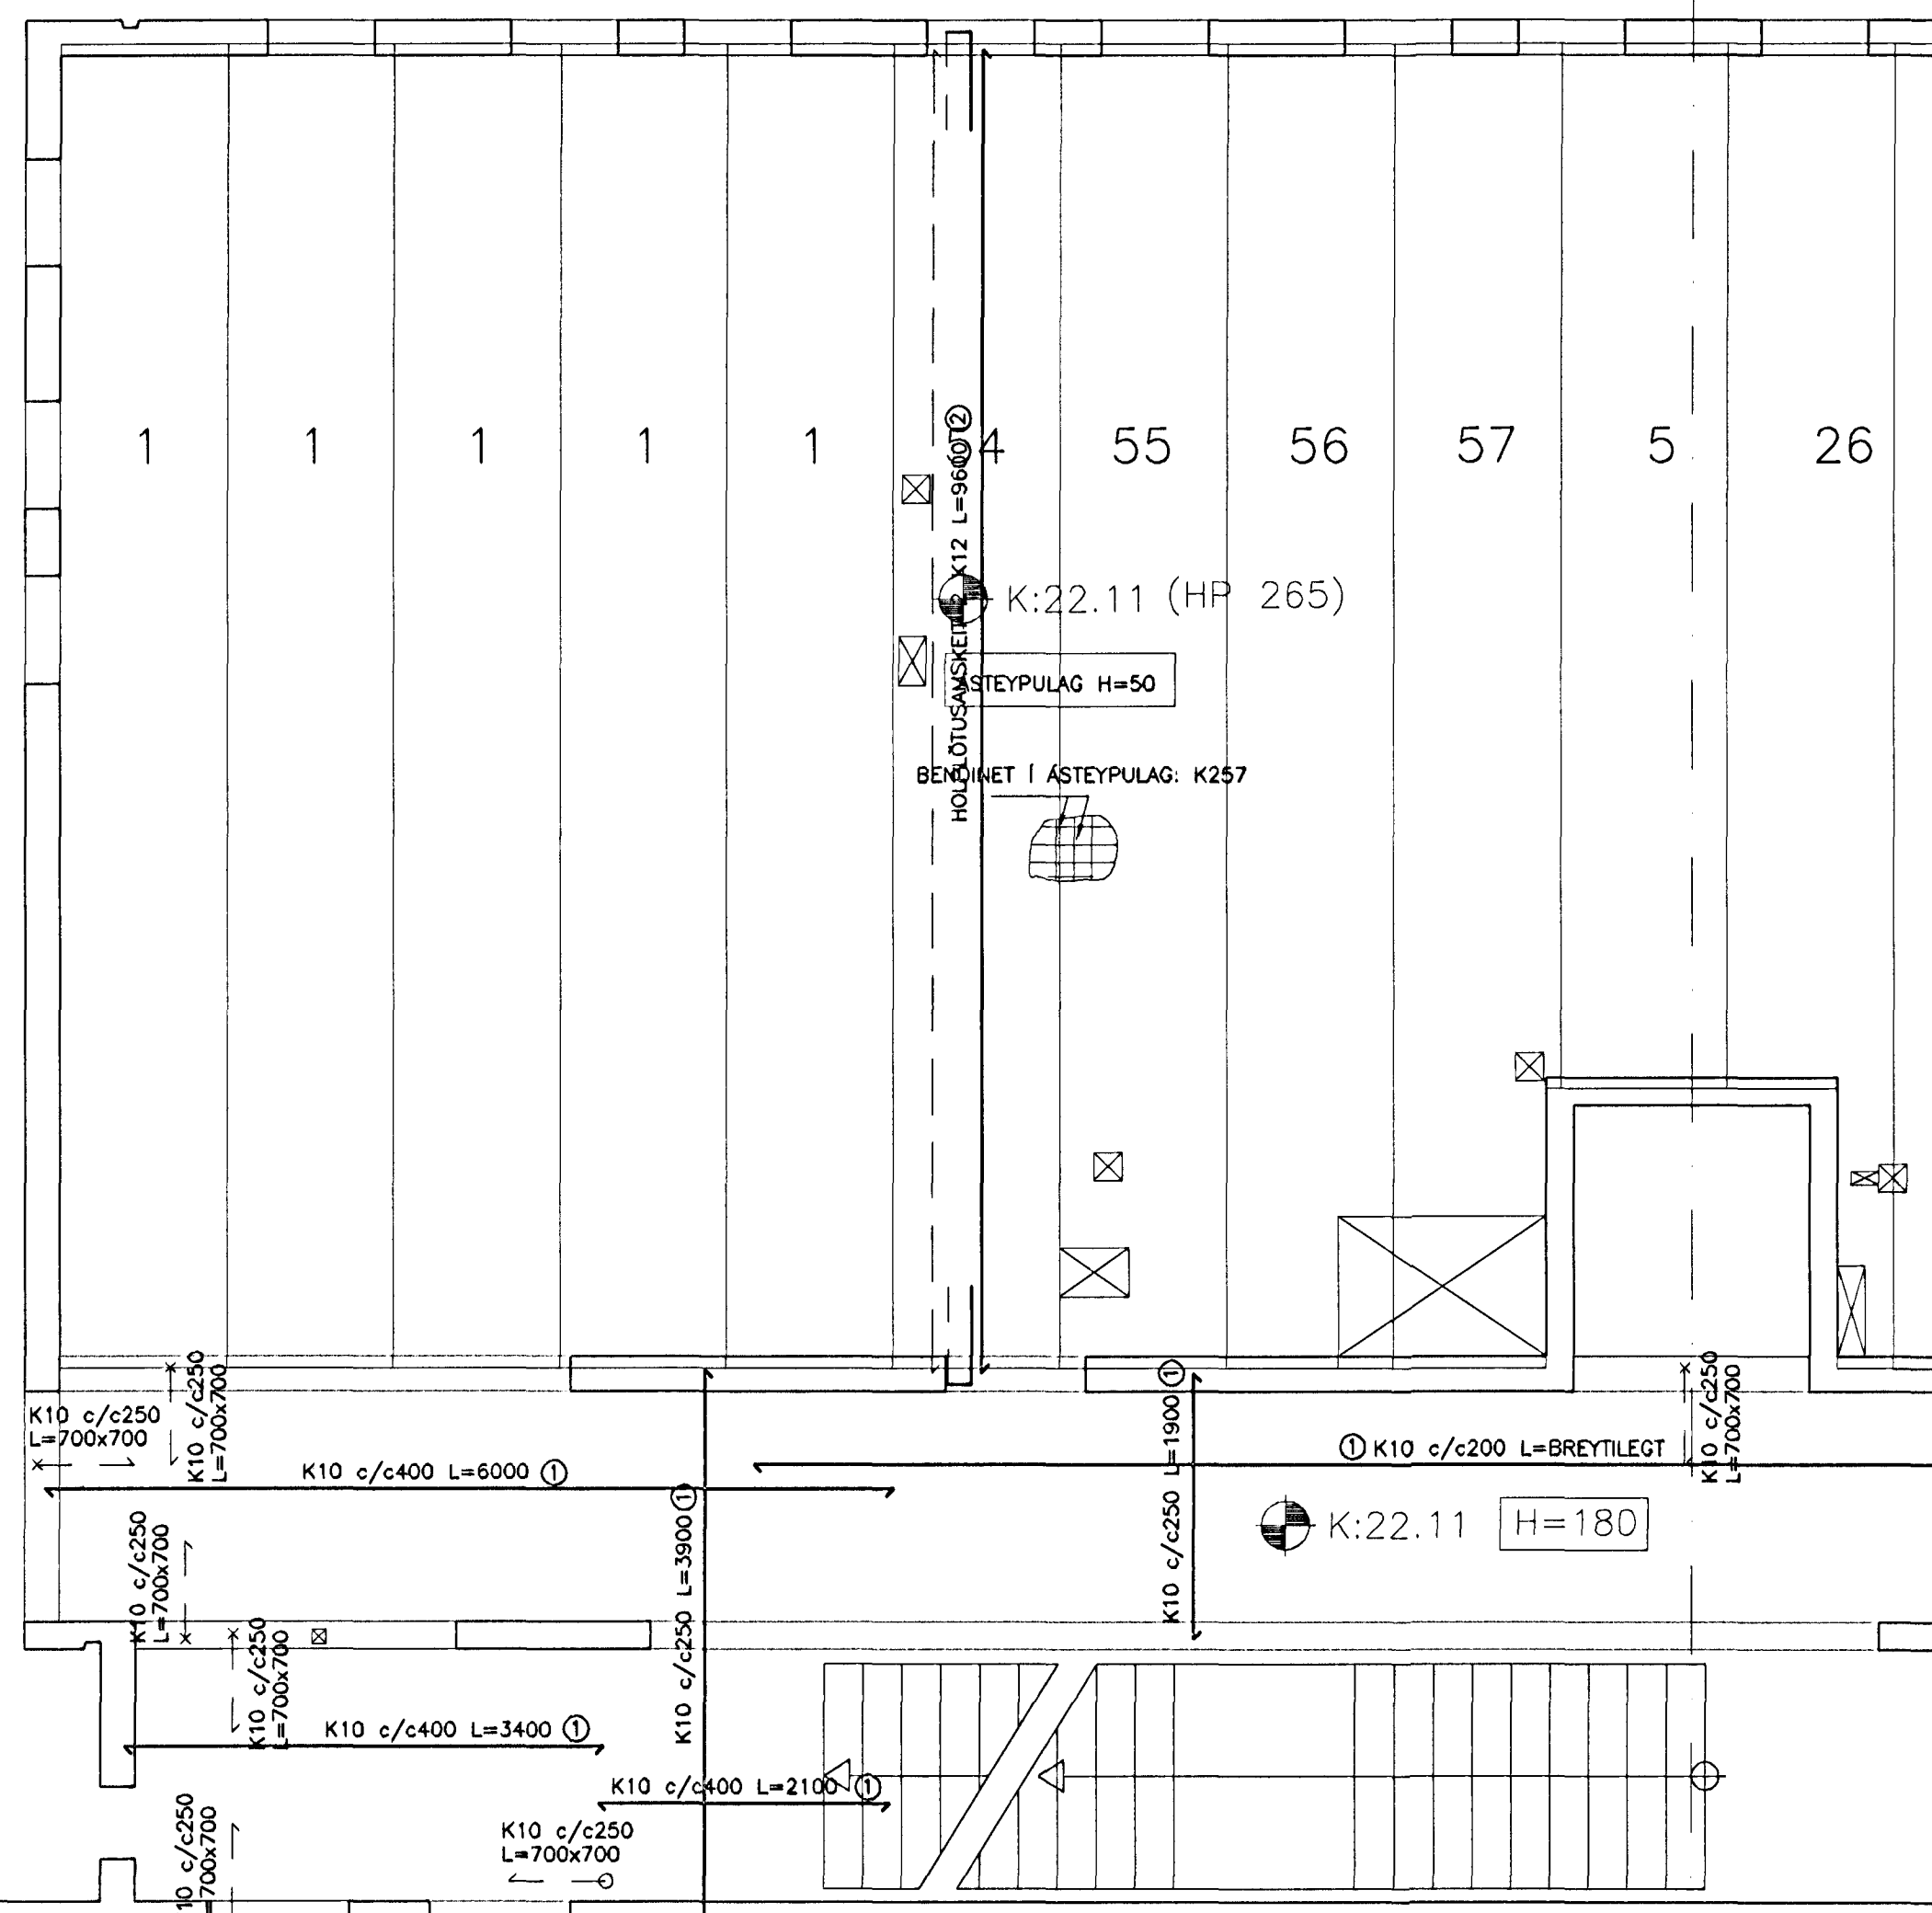 1
1
1
1
1
54
55
56
57
5
26
K12 L=9600 2
K:22.11 (HP 265)
ÁSTEYPULAG H=50
BENDINET Í ÁSTEYPULAG: K257
K10 c/c250
L=700x700
K10 c/c250
L=700x700
K10 c/c400 L=6000 1
K10 c/c250 L=3900 1
K10 c/c250 L=1900 1
1 K10 c/c200 L=BREYTILEGT
K10 c/c250
L=700x700
K:22.11
H=180
K10 c/c250
L=700x700
K10 c/c250
L=700x700
K10 c/c400 L=3400 1
K10 c/c400 L=2100 1
K10 c/c250
L=700x700
10 c/c250
700x700